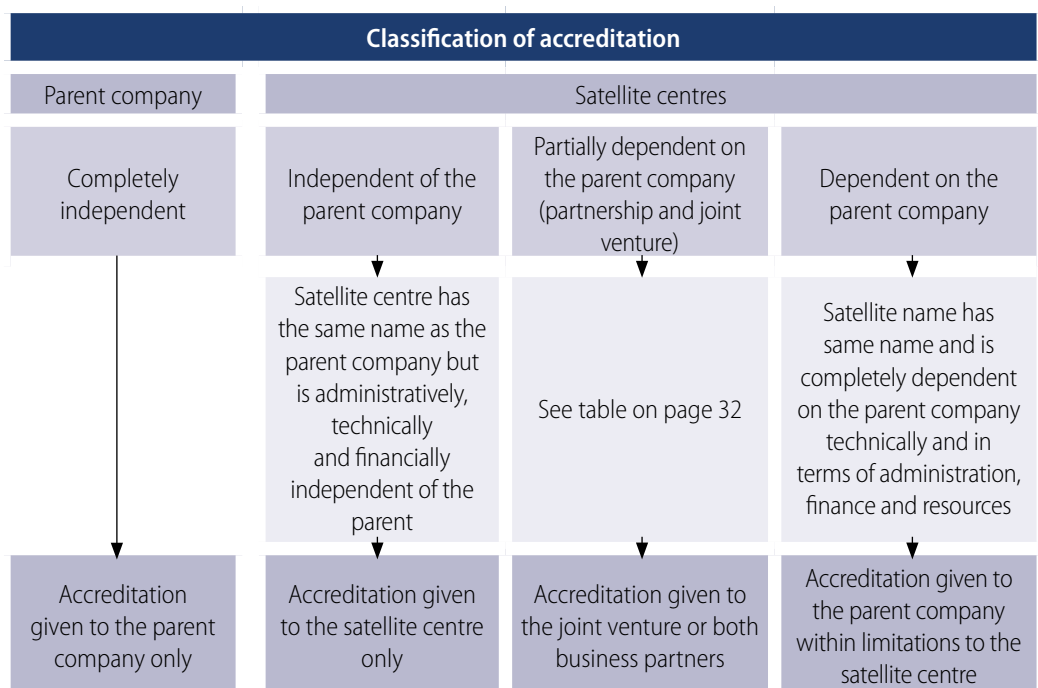 Classification of accreditation
Parent company
Satellite centres
Completely
independent
Independent of the
parent company
Partially dependent on
the parent company
(partnership and joint
venture)
Dependent on the
parent company
Satellite centre has
the same name as the
parent company but
is administratively,
technically
and financially
independent of the
parent
See table on page 32
Satellite name has
same name and is
completely dependent
on the parent company
technically and in
terms of administration,
finance and resources
Accreditation
given to the parent
company only
Accreditation given
to the satellite centre
only
Accreditation given to
the joint venture or both
business partners
Accreditation given to
the parent company
within limitations to the
satellite centre